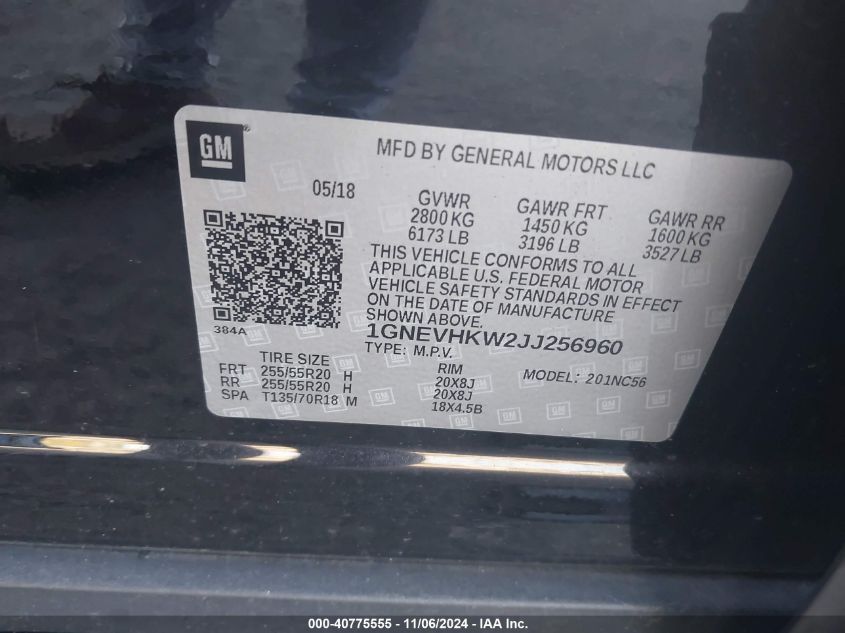 GM
MFD BY GENERAL MOTORS LLC
05/18
GVWR GAWR FRT GAWR RR
2800 KG 1450 KG 1600 KG
6173 LB 3196 LB 3527 LB
THIS VEHICLE CONFORMS TO ALL
APPLICABLE U.S. FEDERAL MOTOR
VEHICLE SAFETY STANDARDS IN EFFECT
ON THE DATE OF MANUFACTURE
SHOWN ABOVE.
384A
1GNEVHKW2JJ256960
TYPE: M.P.V.
TIRE SIZE RIM MODEL: 201NC56
FRT 255/55R20 H 20X8J
RR 255/55R20 H 20X8J
SPA T135/70R18 M 18X4.5B
000-40775555 - 11/06/2024 - IAA Inc.